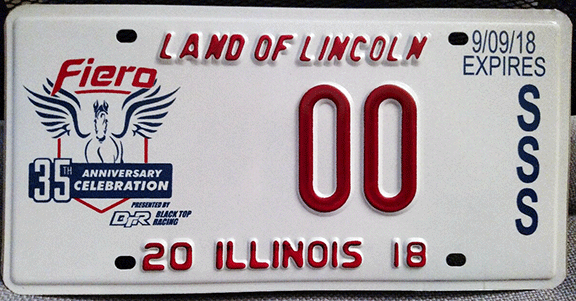 LAND OF LINCOLN
9/09/18
EXPIRES
Fiero
35TH ANNIVERSARY
CELEBRATION
PRESENTED BY
BLACK TOP
RACING
00
SSS
20 ILLINOIS 18